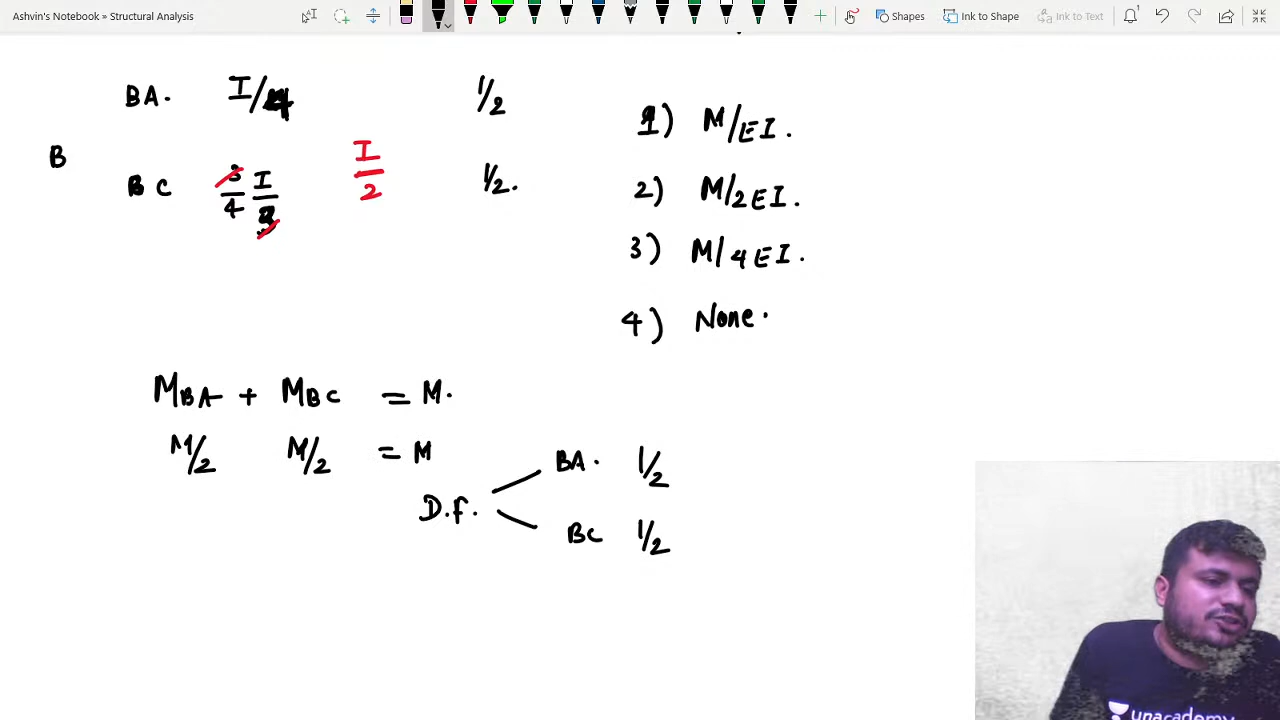 Ashvin's Notebook » Structural Analysis
Shapes
Ink to Shape
Ink to Text
B
BA. I/4 1/2
BC 3/4 I/3 I/2 1/2.
1) M/EI.
2) M/2EI.
3) M/4EI.
4) None.
MBA + MBC = M.
M/2 M/2 = M
D.f.
BA. 1/2
BC 1/2
unacademy